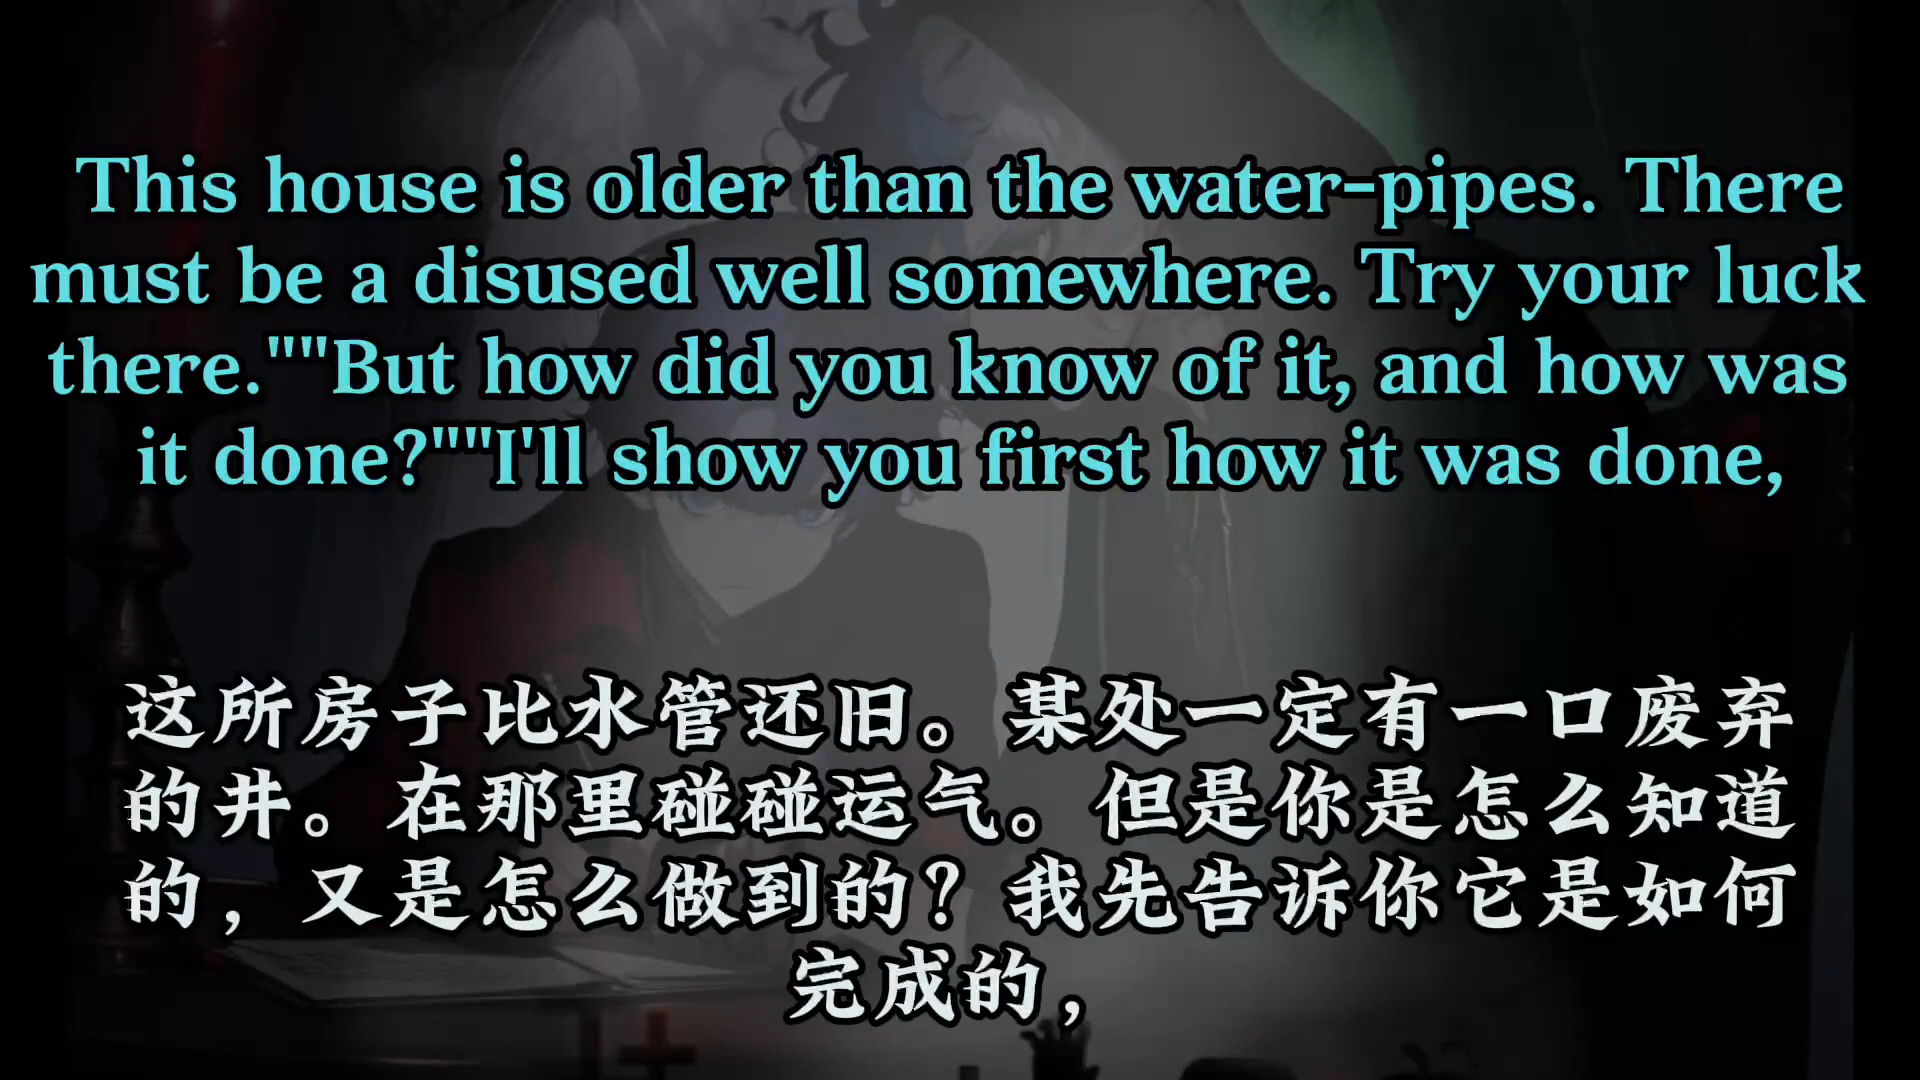 This house is older than the water-pipes. There
must be a disused well somewhere. Try your luck
there.""But how did you know of it, and how was
it done?""I'll show you first how it was done,
这所房子比水管还旧。某处一定有一口废弃
的井。在那里碰碰运气。但是你是怎么知道
的，又是怎么做到的？我先告诉你它是如何
完成的，